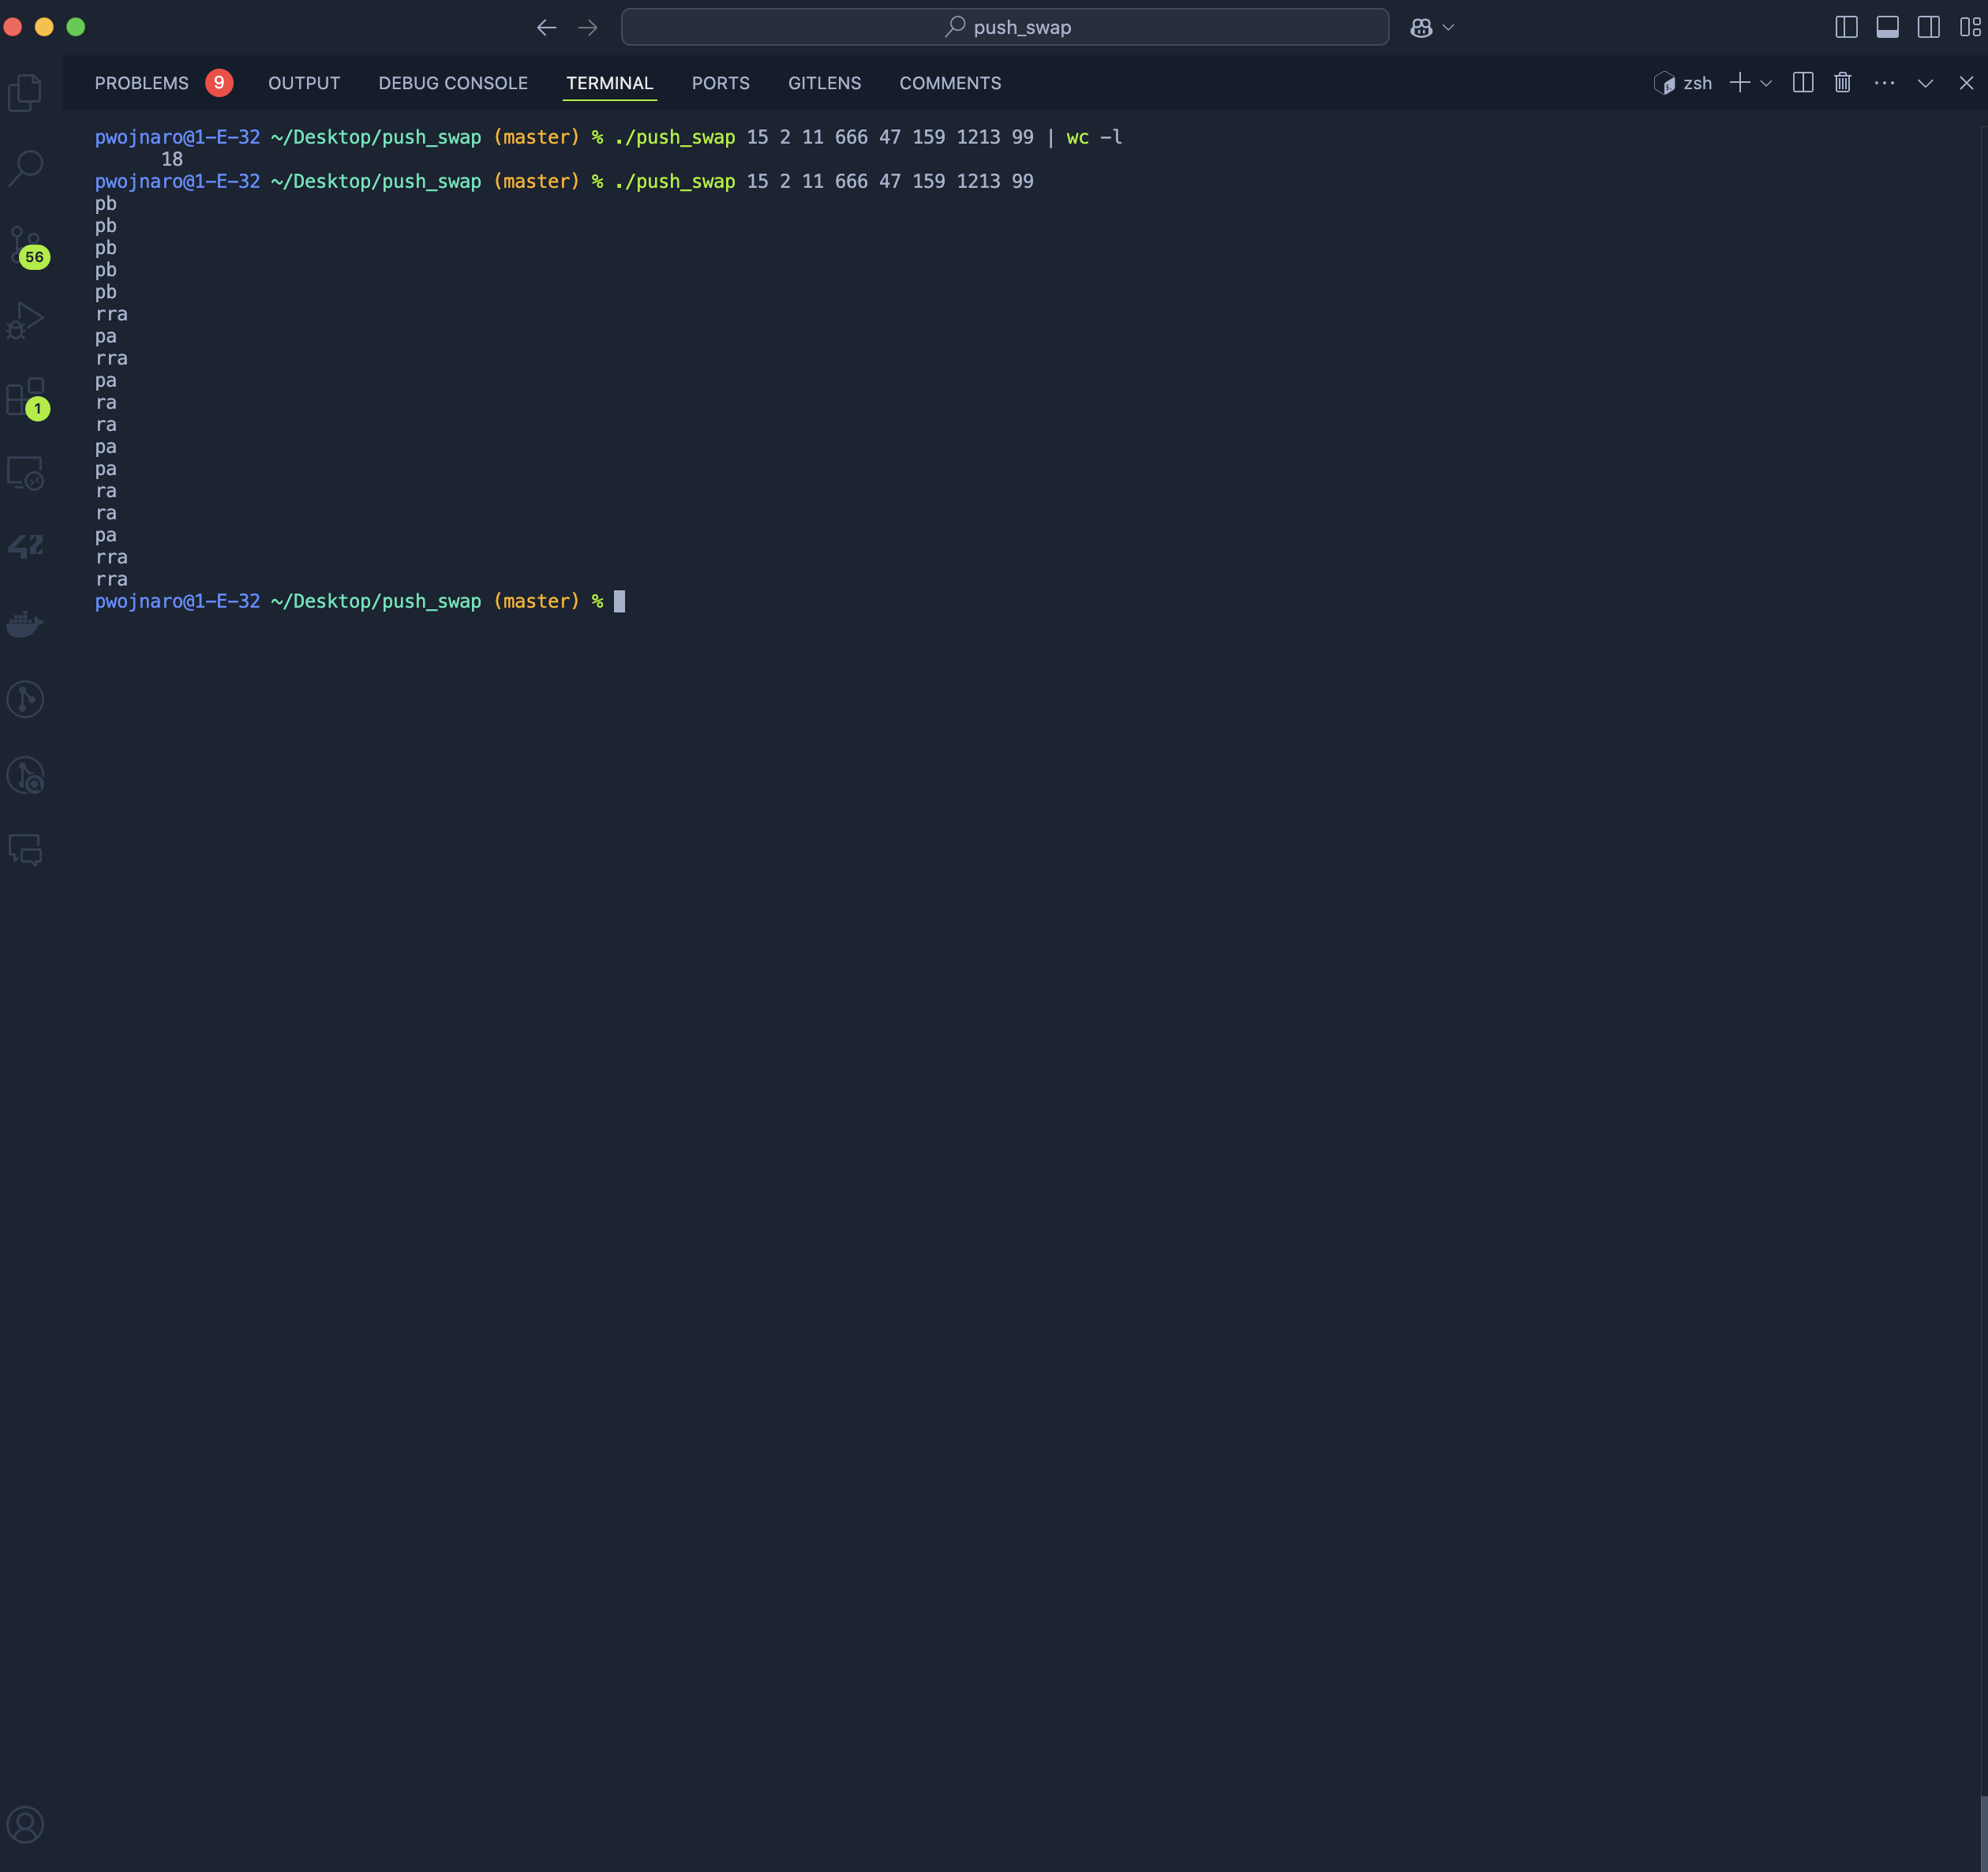 push_swap
PROBLEMS 9 OUTPUT DEBUG CONSOLE TERMINAL PORTS GITLENS COMMENTS zsh
pwojnaro@1-E-32 ~/Desktop/push_swap (master) % ./push_swap 15 2 11 666 47 159 1213 99 | wc -l
18
pwojnaro@1-E-32 ~/Desktop/push_swap (master) % ./push_swap 15 2 11 666 47 159 1213 99
pb
pb
pb
pb
pb
rra
pa
rra
pa
ra
ra
pa
pa
ra
ra
pa
rra
rra
pwojnaro@1-E-32 ~/Desktop/push_swap (master) %
56
1
42